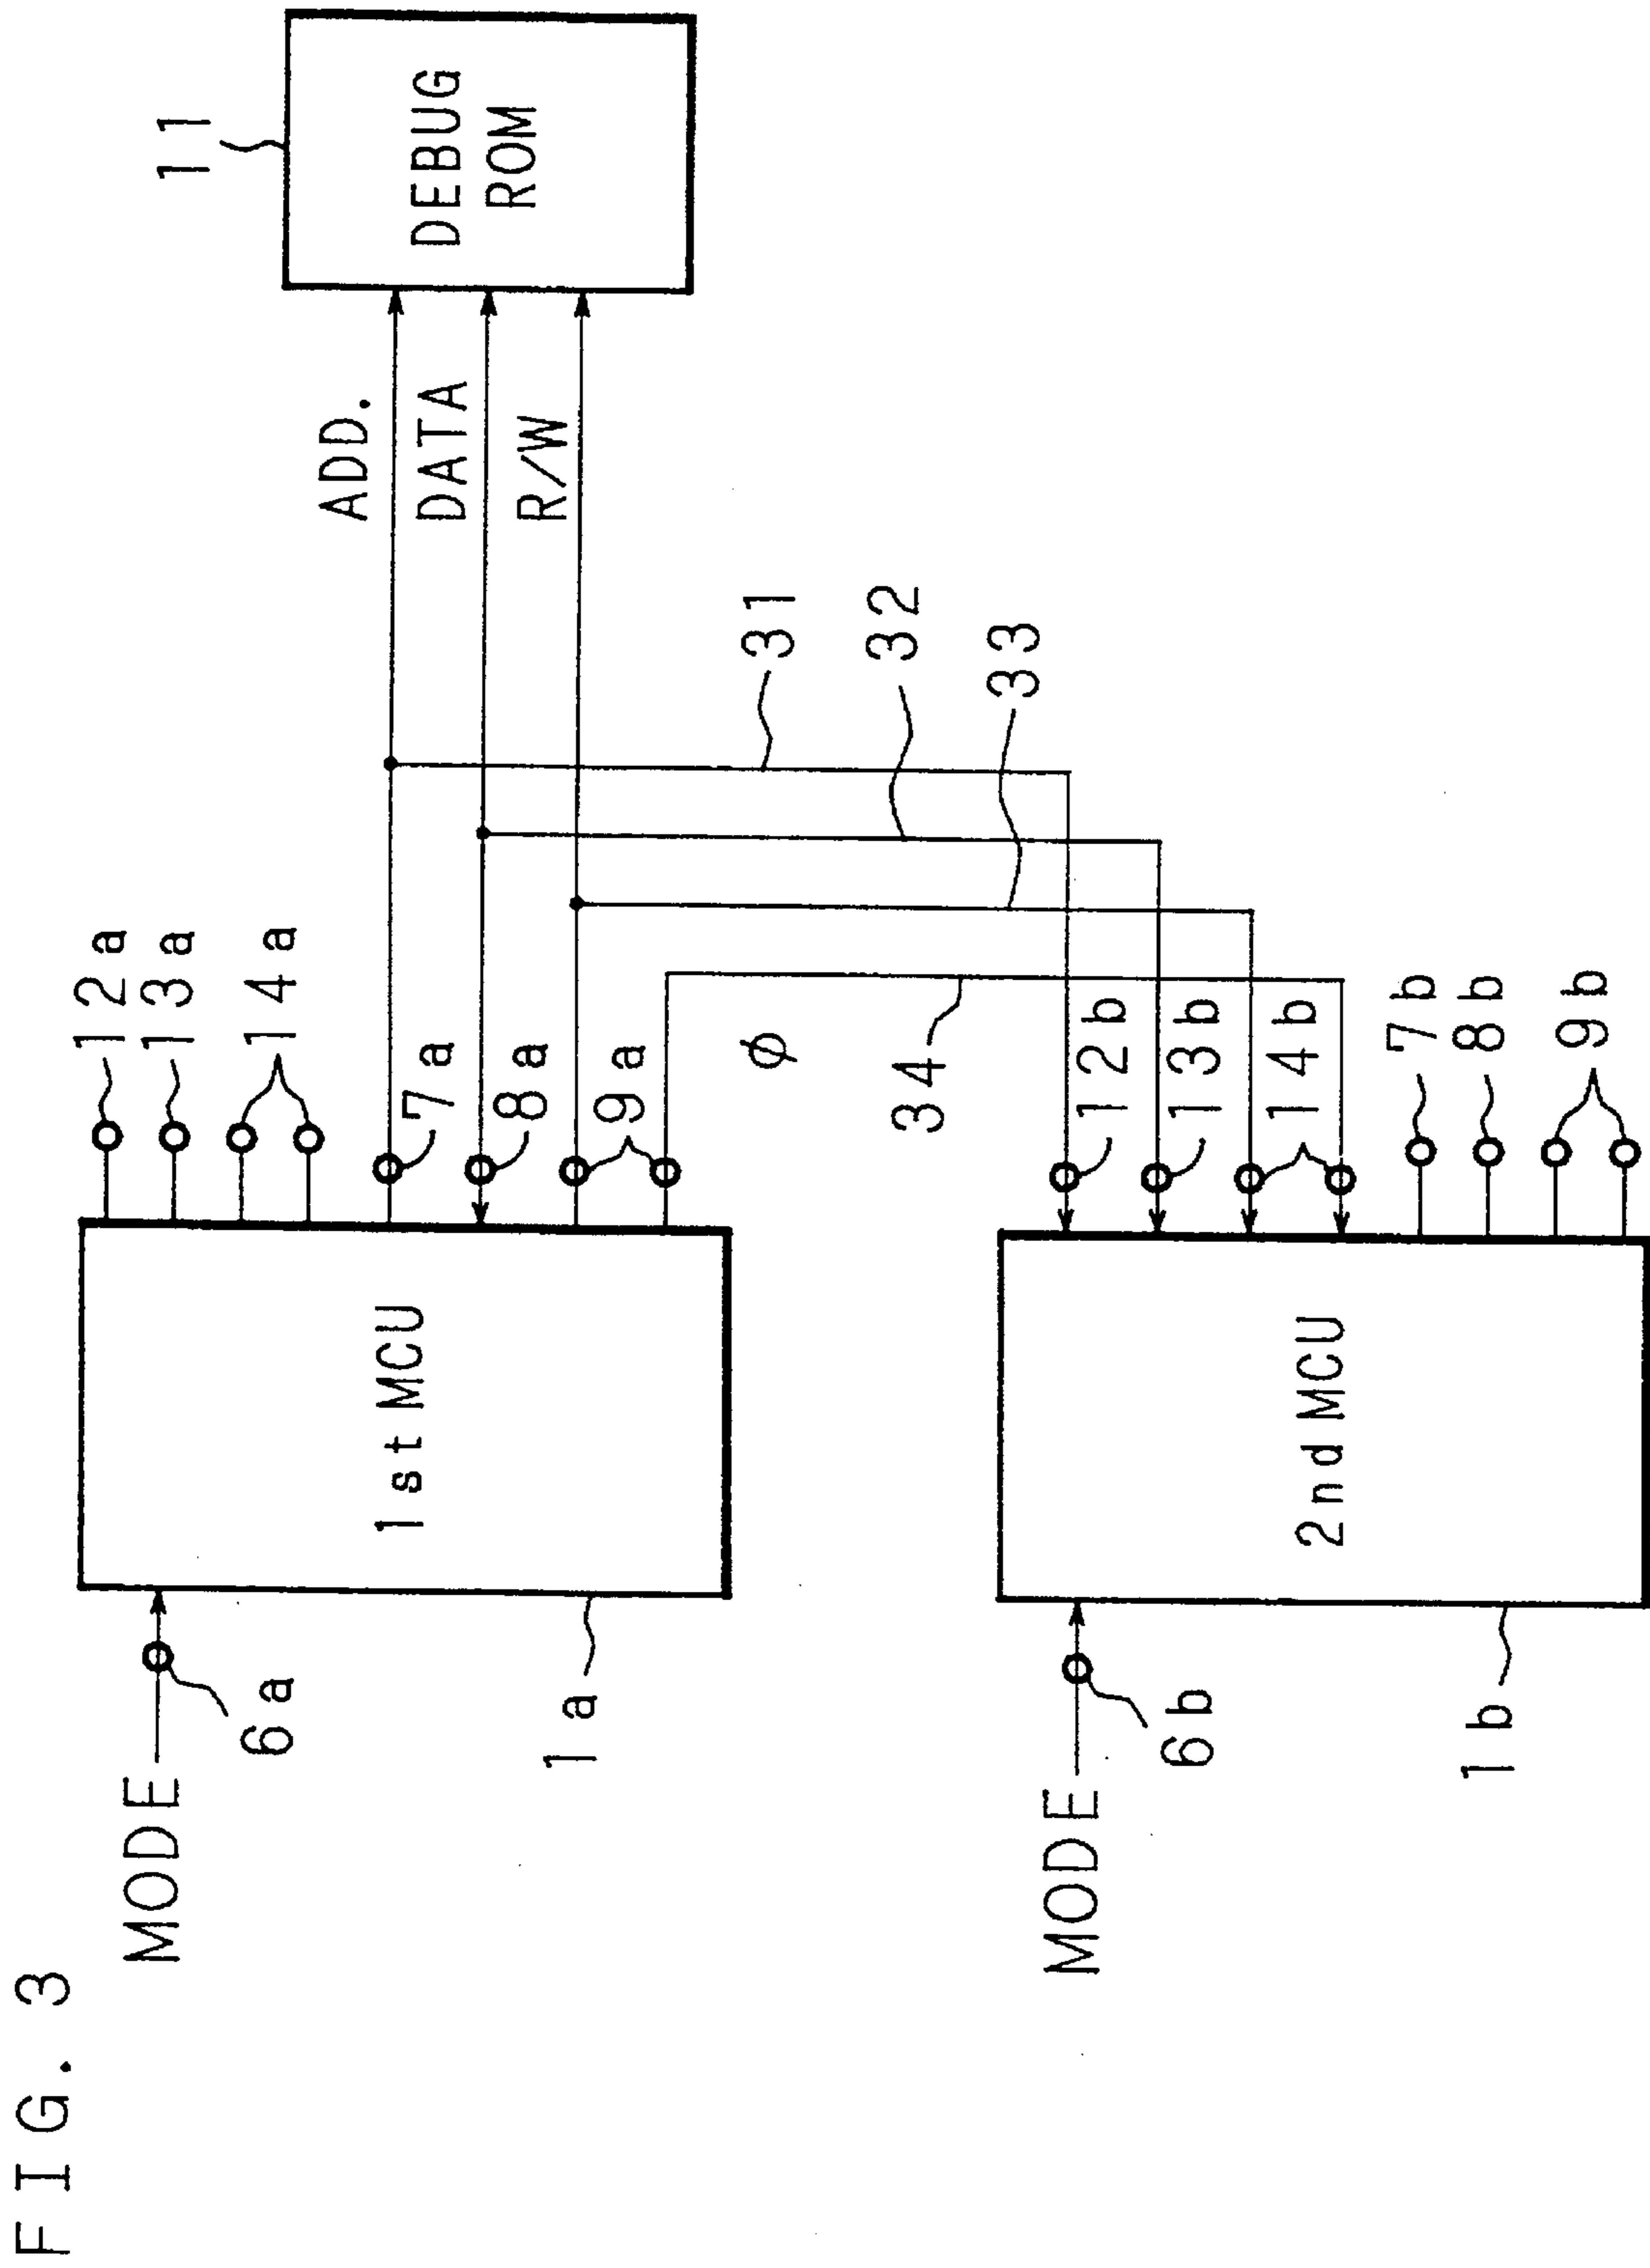 FIG. 3
12a
13a
14a
MODE
6a
1st MCU
1a
7a
8a
9a
ADD.
DATA
R/W
DEBUG
ROM
11
φ
31
32
33
34
MODE
6b
2nd MCU
1b
12b
13b
14b
7b
8b
9b